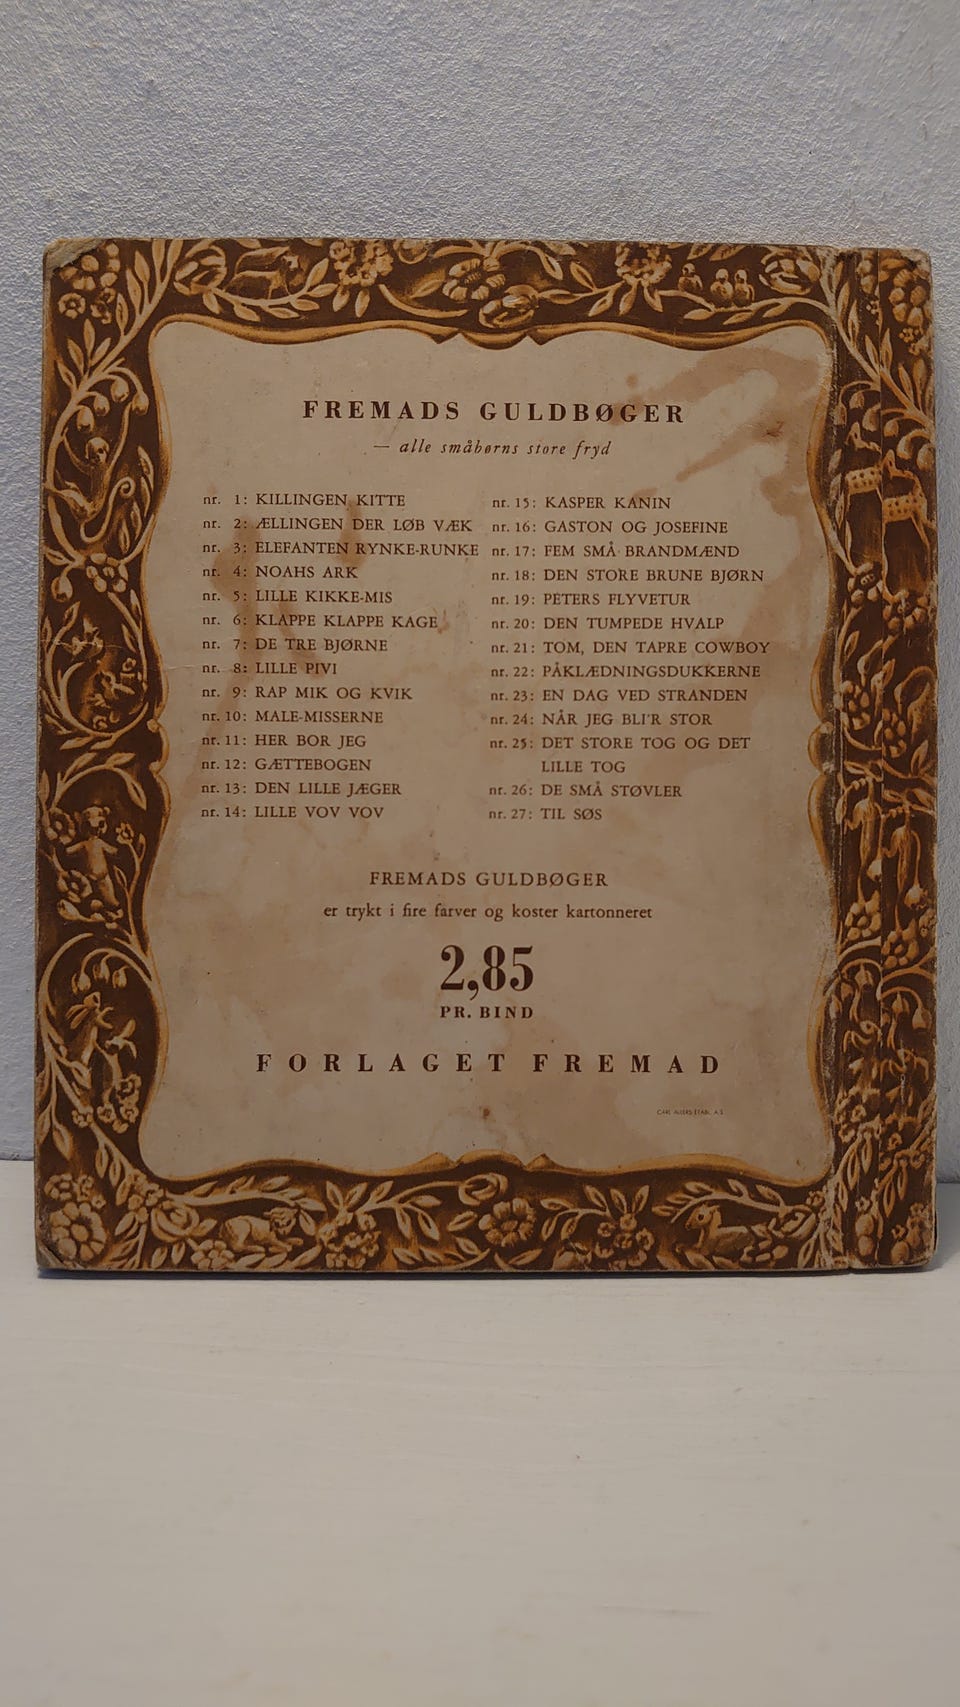 FREMADS GULDBØGER
— alle småbørns store fryd
nr. 1: KILLINGEN KITTE
nr. 2: ÆLLINGEN DER LØB VÆK
nr. 3: ELEFANTEN RYNKE-RUNKE
nr. 4: NOAHS ARK
nr. 5: LILLE KIKKE-MIS
nr. 6: KLAPPE KLAPPE KAGE
nr. 7: DE TRE BJØRNE
nr. 8: LILLE PIVI
nr. 9: RAP MIK OG KVIK
nr. 10: MALE-MISSERNE
nr. 11: HER BOR JEG
nr. 12: GÆTTEBOGEN
nr. 13: DEN LILLE JÆGER
nr. 14: LILLE VOV VOV
nr. 15: KASPER KANIN
nr. 16: GASTON OG JOSEFINE
nr. 17: FEM SMÅ BRANDMÆND
nr. 18: DEN STORE BRUNE BJØRN
nr. 19: PETERS FLYVETUR
nr. 20: DEN TUMPEDE HVALP
nr. 21: TOM, DEN TAPRE COWBOY
nr. 22: PÅKLÆDNINGSDUKKERNE
nr. 23: EN DAG VED STRANDEN
nr. 24: NÅR JEG BLI'R STOR
nr. 25: DET STORE TOG OG DET
LILLE TOG
nr. 26: DE SMÅ STØVLER
nr. 27: TIL SØS
FREMADS GULDBØGER
er trykt i fire farver og koster kartonneret
2,85
PR. BIND
FORLAGET FREMAD
CARL ALLERS ETABL. A.S